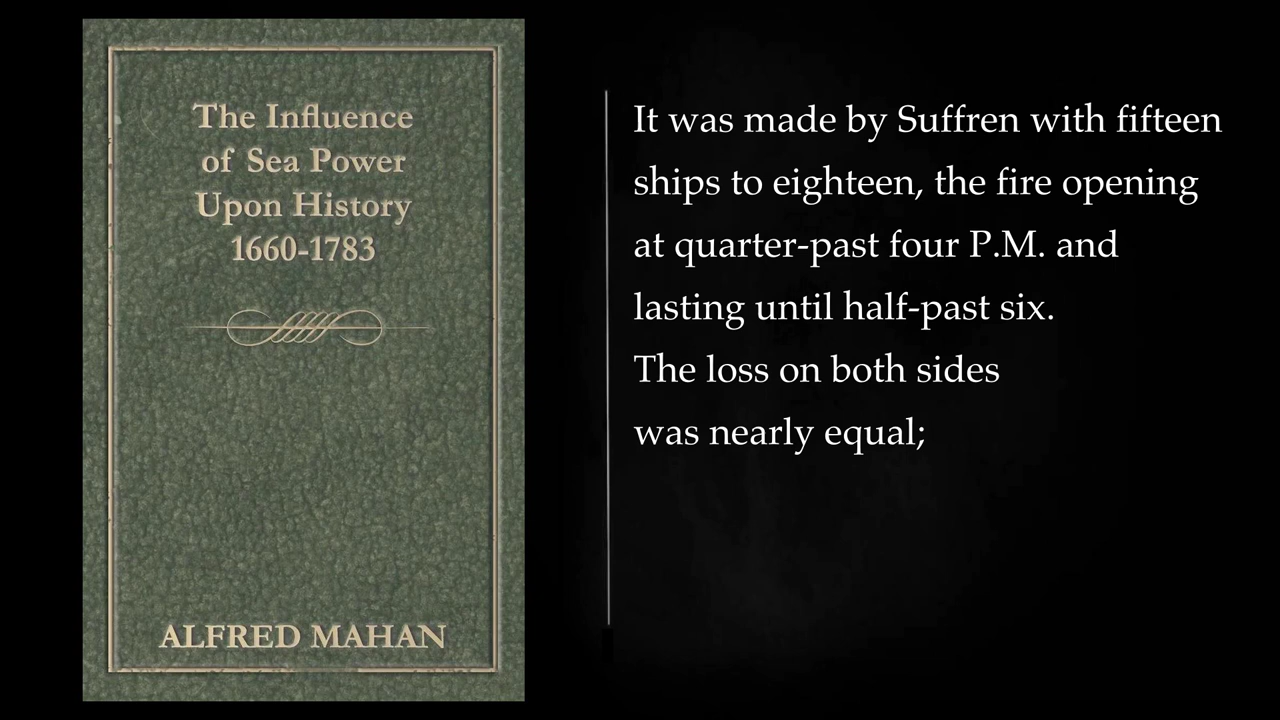 The Influence
of Sea Power
Upon History
1660-1783
ALFRED MAHAN
It was made by Suffren with fifteen
ships to eighteen, the fire opening
at quarter-past four P.M. and
lasting until half-past six.
The loss on both sides
was nearly equal;